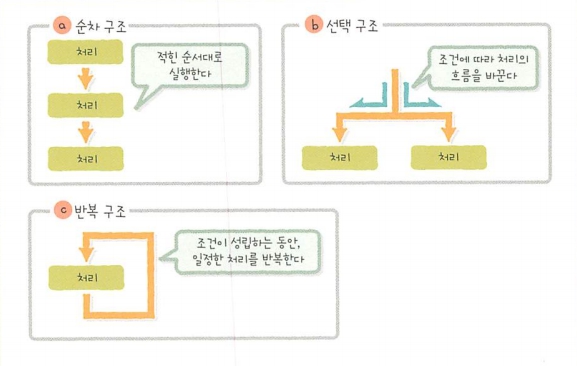 a 순차 구조
처리
적힌 순서대로
실행한다
처리
처리
b 선택 구조
조건에 따라 처리의
흐름을 바꾼다
처리
처리
c 반복 구조
조건이 성립하는 동안,
일정한 처리를 반복한다
처리